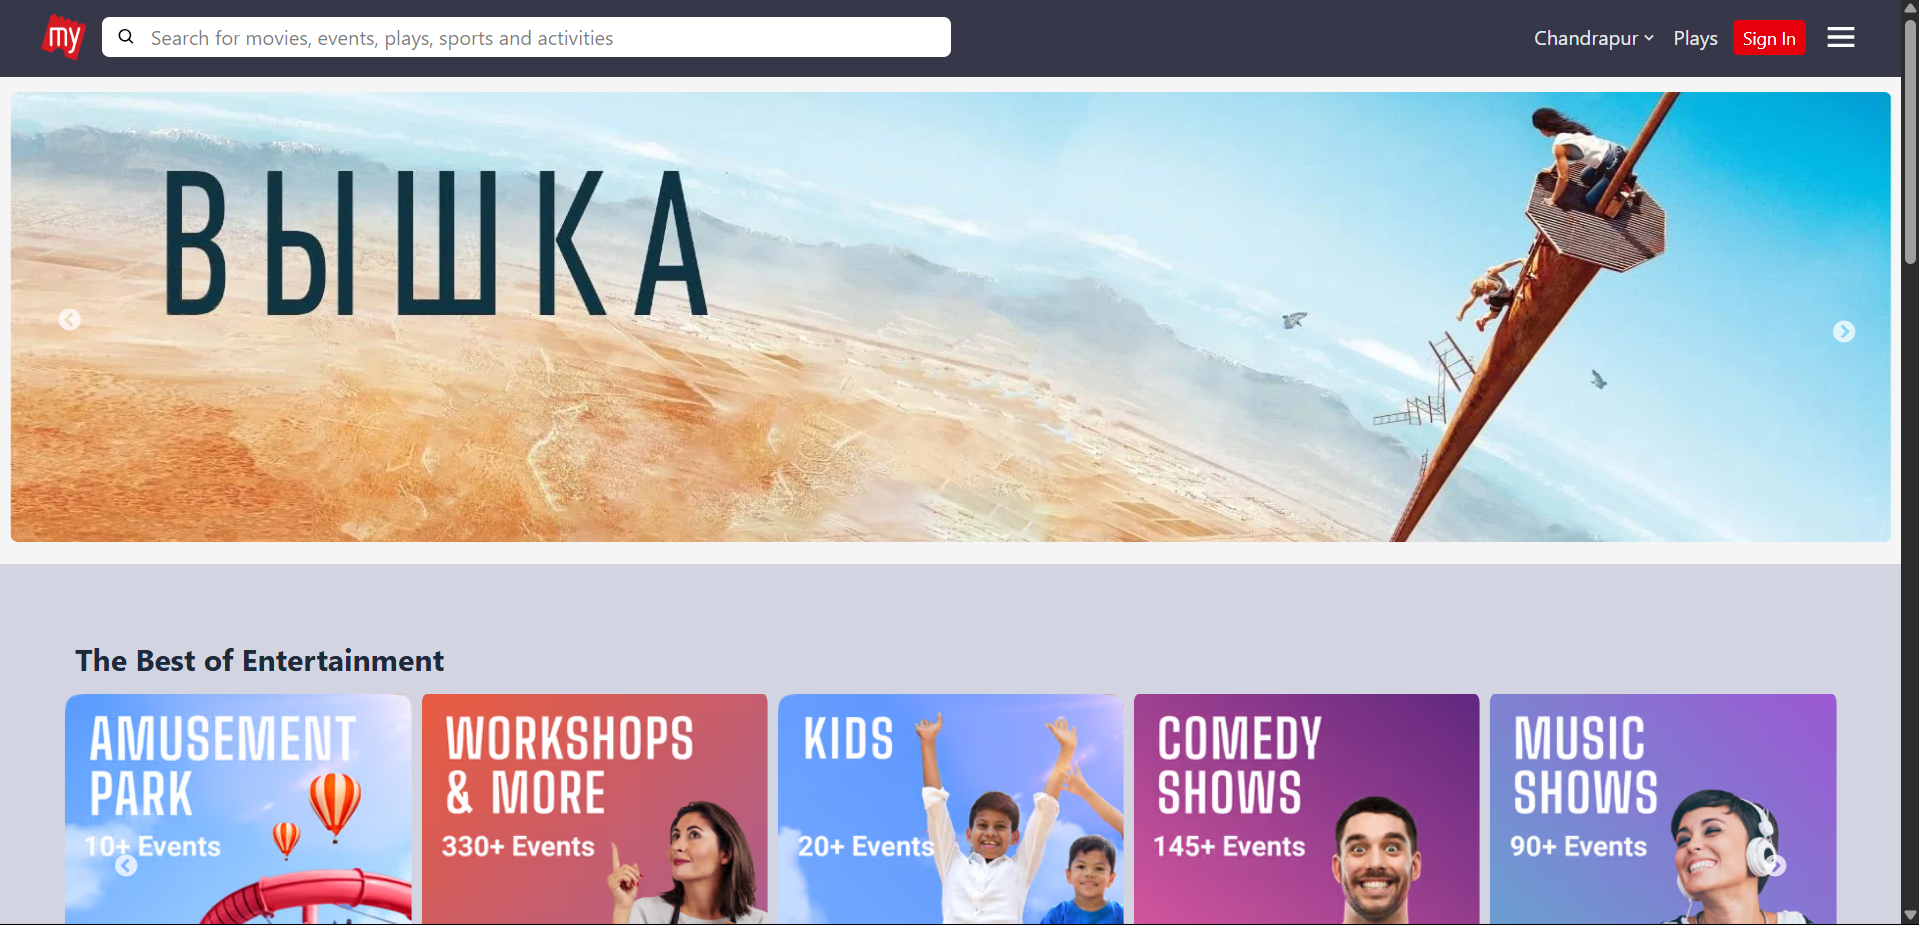 my
Search for movies, events, plays, sports and activities
Chandrapur
Plays
Sign In
ВЫШКА
The Best of Entertainment
AMUSEMENT
PARK
10+ Events
WORKSHOPS
& MORE
330+ Events
KIDS
20+ Events
COMEDY
SHOWS
145+ Events
MUSIC
SHOWS
90+ Events